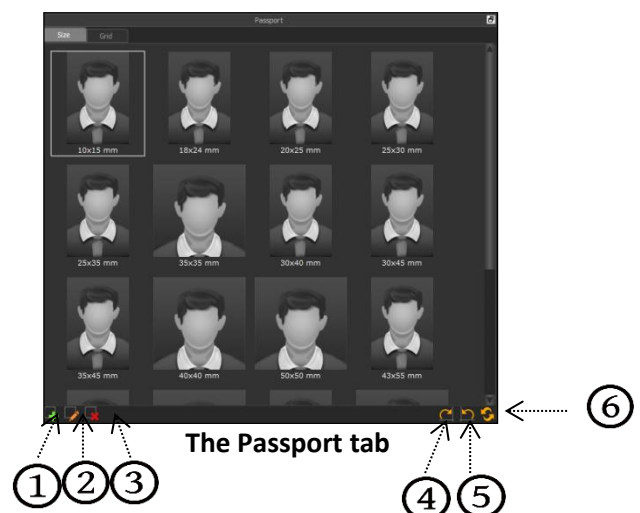 Passport
Size Grid
10x15 mm 18x24 mm 20x25 mm 25x30 mm
25x35 mm 35x35 mm 30x40 mm 30x45 mm
35x45 mm 40x40 mm 50x50 mm 43x55 mm
6
The Passport tab
1 2 3 4 5